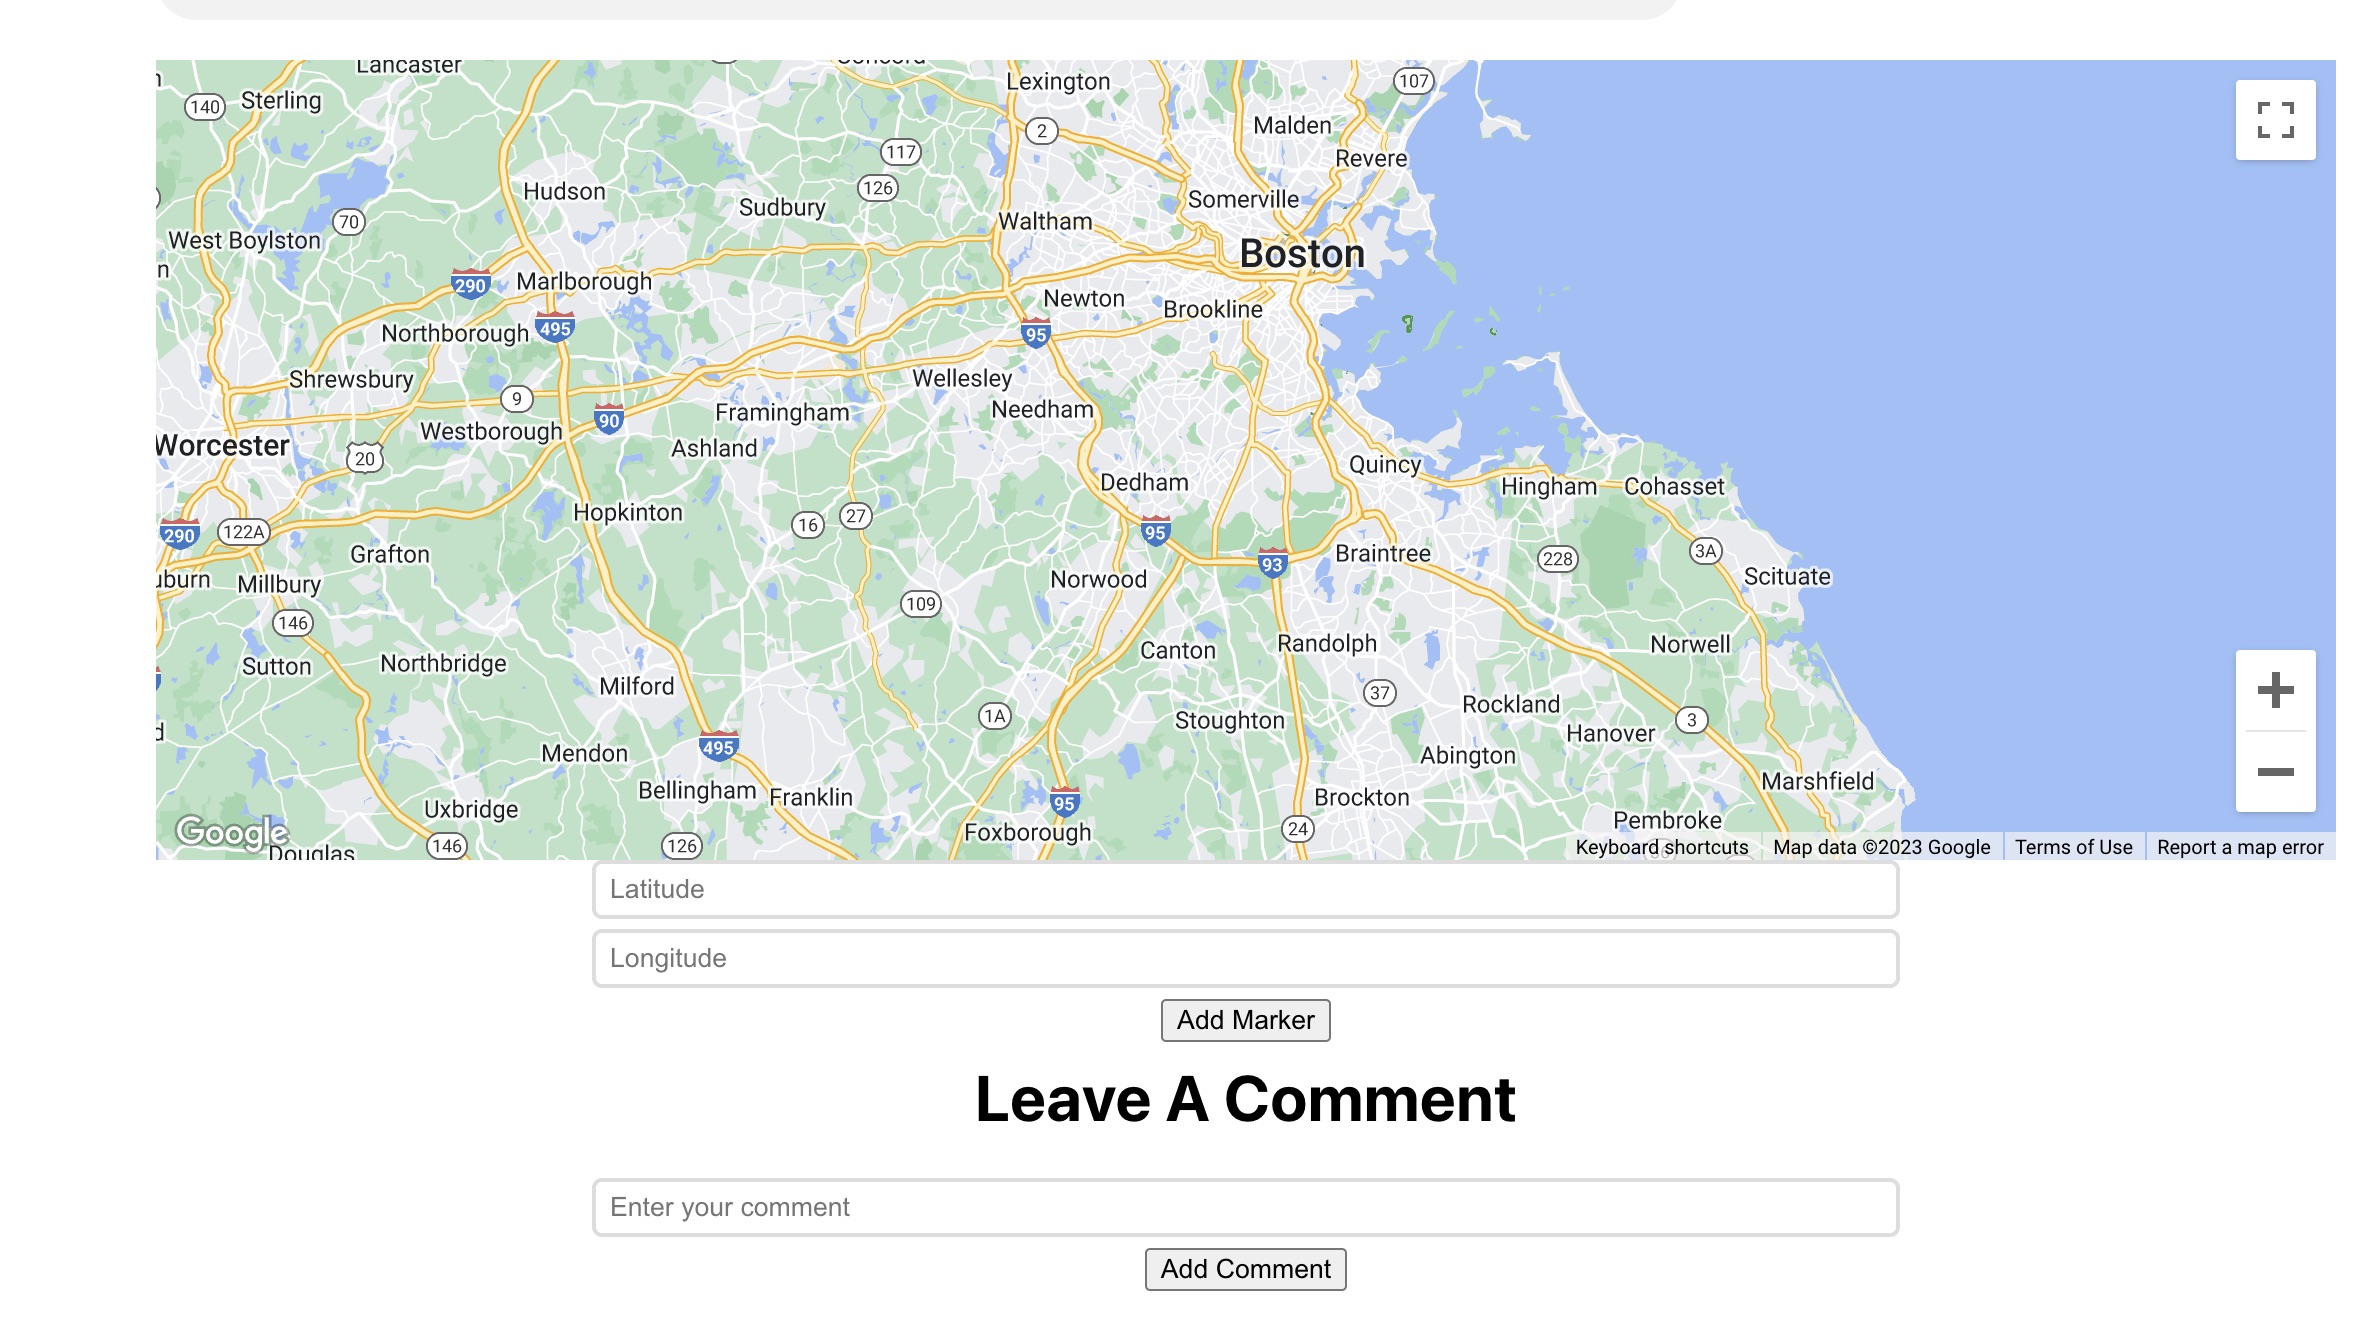 Lancaster
Concord
Lexington
107
140
Sterling
2
Malden
117
Revere
126
Hudson
Sudbury
Somerville
70
Waltham
West Boylston
Boston
290
Marlborough
Newton
Brookline
495
Northborough
95
Shrewsbury
Wellesley
9
Framingham
Needham
90
Westborough
Ashland
Worcester
20
Quincy
Dedham
Hingham
Cohasset
Hopkinton
16
27
290
122A
95
Grafton
Braintree
93
228
3A
uburn
Millbury
Norwood
Scituate
109
146
Sutton
Northbridge
Canton
Randolph
Norwell
Milford
37
1A
Stoughton
Rockland
3
Hanover
495
Mendon
Abington
Marshfield
Bellingham
Franklin
95
Brockton
Uxbridge
Foxborough
24
Pembroke
Google
Douglas
146
126
Keyboard shortcuts
Map data ©2023 Google
Terms of Use
Report a map error
Latitude
Longitude
Add Marker
Leave A Comment
Enter your comment
Add Comment